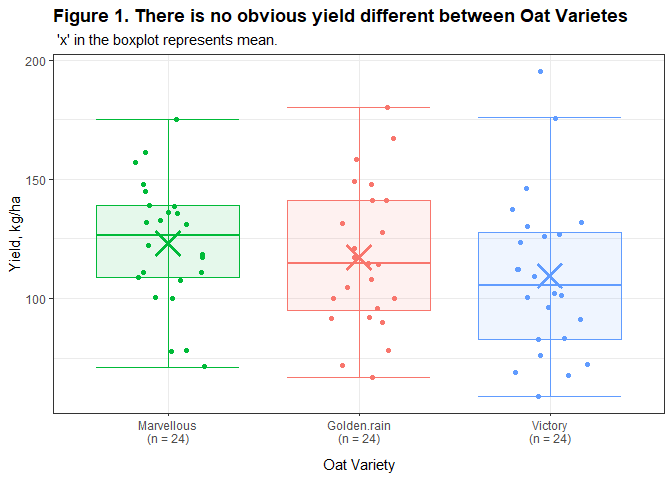 Figure 1. There is no obvious yield different between Oat Varietes
'x' in the boxplot represents mean.
Yield, kg/ha
200
150
100
Marvellous
(n = 24)
Golden.rain
(n = 24)
Victory
(n = 24)
Oat Variety